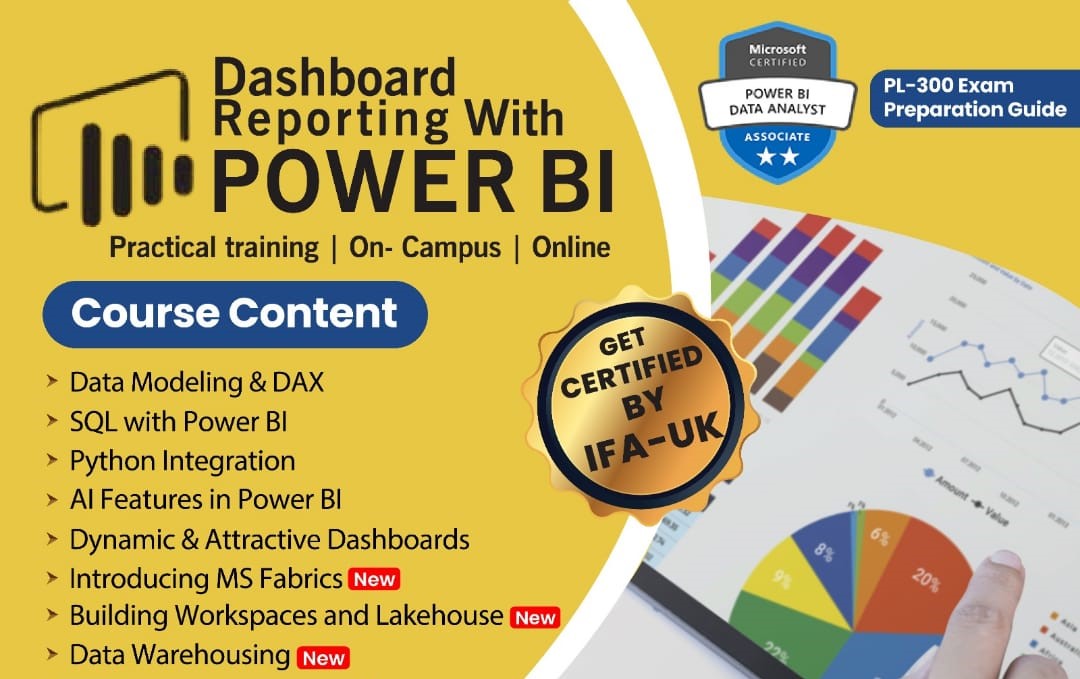 Dashboard
Reporting With
POWER BI
Practical training | On- Campus | Online
Microsoft
CERTIFIED
POWER BI
DATA ANALYST
ASSOCIATE
PL-300 Exam
Preparation Guide
Course Content
Data Modeling & DAX
SQL with Power BI
Python Integration
AI Features in Power BI
Dynamic & Attractive Dashboards
Introducing MS Fabrics New
Building Workspaces and Lakehouse New
Data Warehousing New
GET
CERTIFIED
BY
IFA-UK
Amount Value
6%
8%
20%
9%
22%
Asia